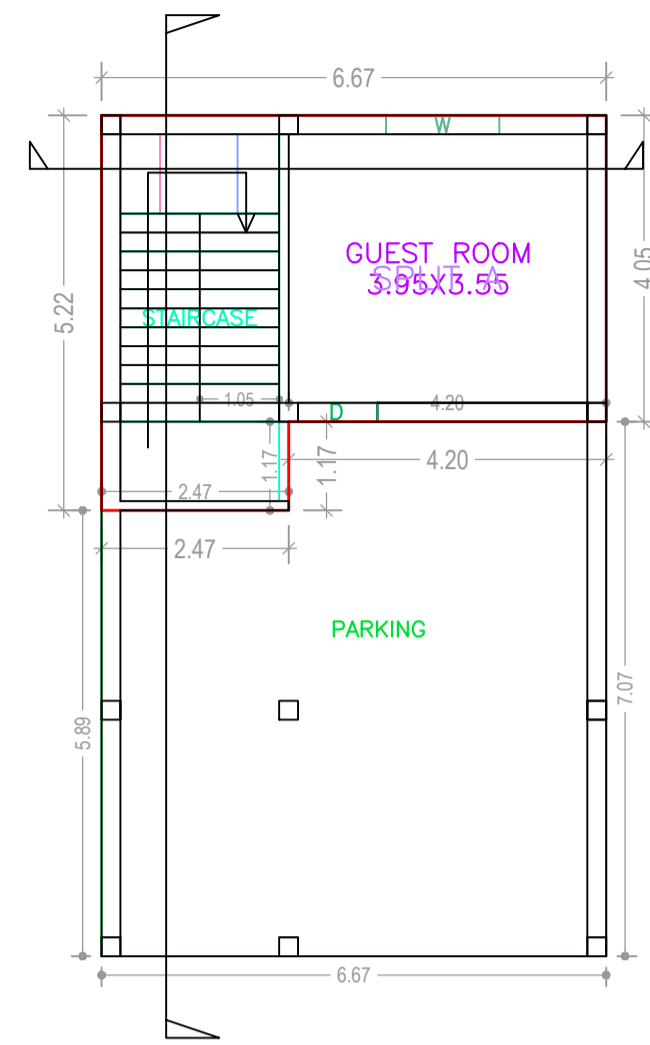 6.67
W
GUEST ROOM
SPLIT A
3.95X3.55
4.05
5.22
STAIRCASE
1.05
D
4.20
1.17
1.17
4.20
2.47
2.47
PARKING
7.07
5.89
6.67